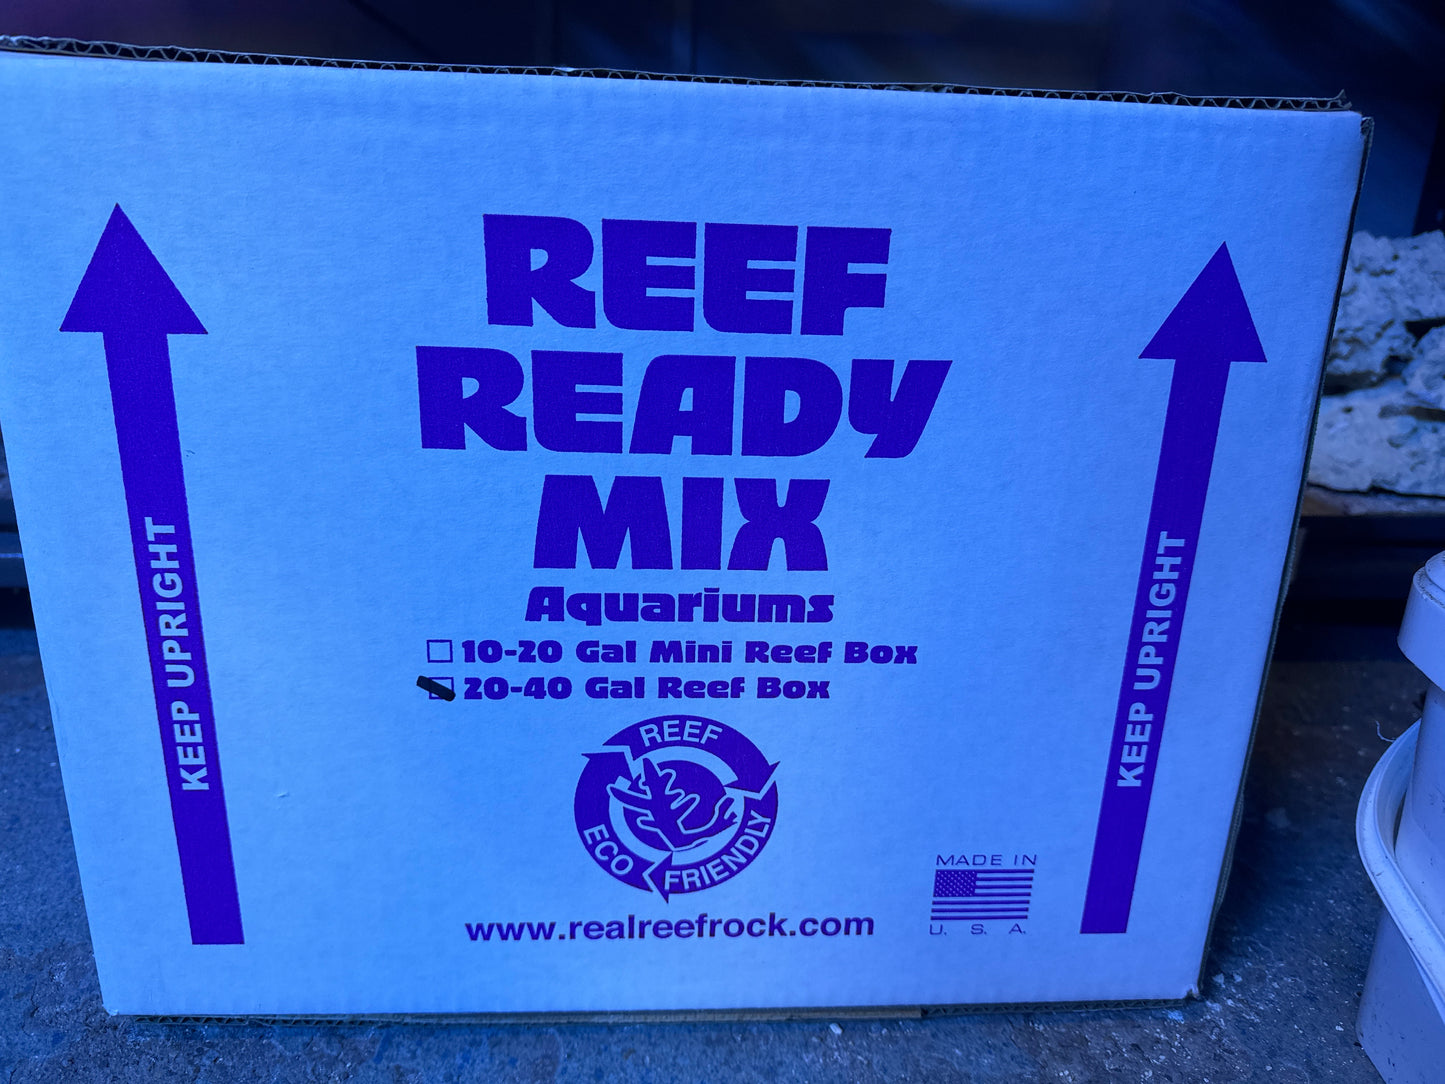 REEF
READY
MIX
Aquariums
10-20 Gal Mini Reef Box
20-40 Gal Reef Box
REEF
ECO
FRIENDLY
www.realreefrock.com
MADE IN
U. S. A.
KEEP UPRIGHT
KEEP UPRIGHT